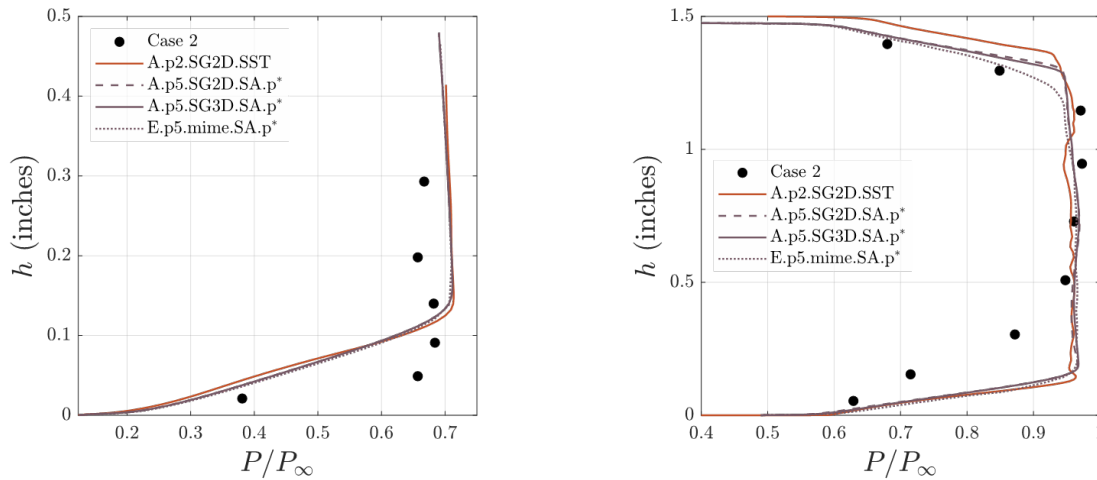 0.5
0.4
0.3
0.2
0.1
0
h (inches)
Case 2
A.p2.SG2D.SST
A.p5.SG2D.SA.p*
A.p5.SG3D.SA.p*
E.p5.mime.SA.p*
0.2 0.3 0.4 0.5 0.6 0.7
P/P∞
1.5
1
0.5
0
h (inches)
Case 2
A.p2.SG2D.SST
A.p5.SG2D.SA.p*
A.p5.SG3D.SA.p*
E.p5.mime.SA.p*
0.4 0.5 0.6 0.7 0.8 0.9
P/P∞